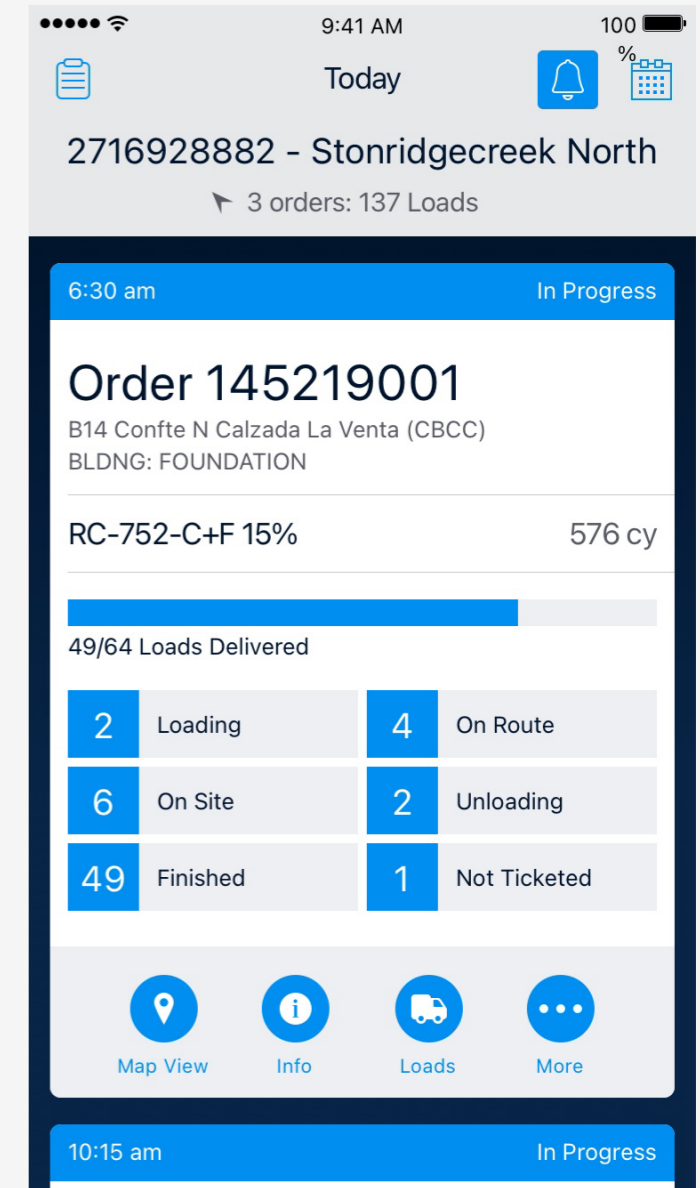 9:41 AM
100
%
Today
2716928882 - Stonridgecreek North
3 orders: 137 Loads
6:30 am In Progress
Order 145219001
B14 Confte N Calzada La Venta (CBCC)
BLDNG: FOUNDATION
RC-752-C+F 15% 576 cy
49/64 Loads Delivered
2 Loading 4 On Route
6 On Site 2 Unloading
49 Finished 1 Not Ticketed
Map View Info Loads More
10:15 am In Progress